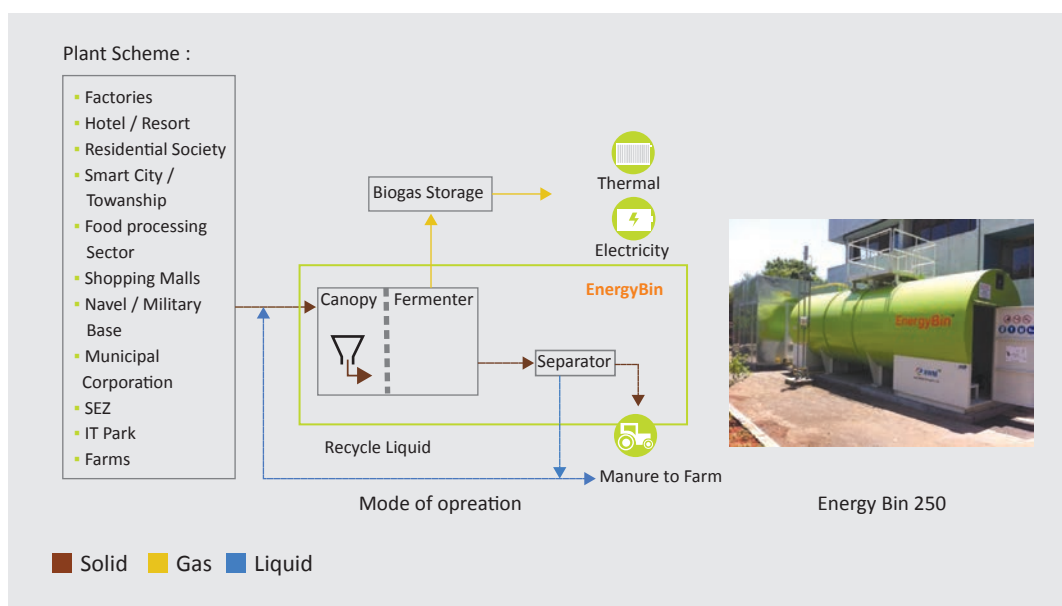 Plant Scheme :
Factories
Hotel / Resort
Residential Society
Smart City /
Towanship
Food processing
Sector
Shopping Malls
Navel / Military
Base
Municipal
Corporation
SEZ
IT Park
Farms
Biogas Storage
Thermal
Electricity
EnergyBin
Canopy
Fermenter
Separator
Recycle Liquid
Manure to Farm
Mode of opreation
EnergyBin
Energy Bin 250
Solid
Gas
Liquid